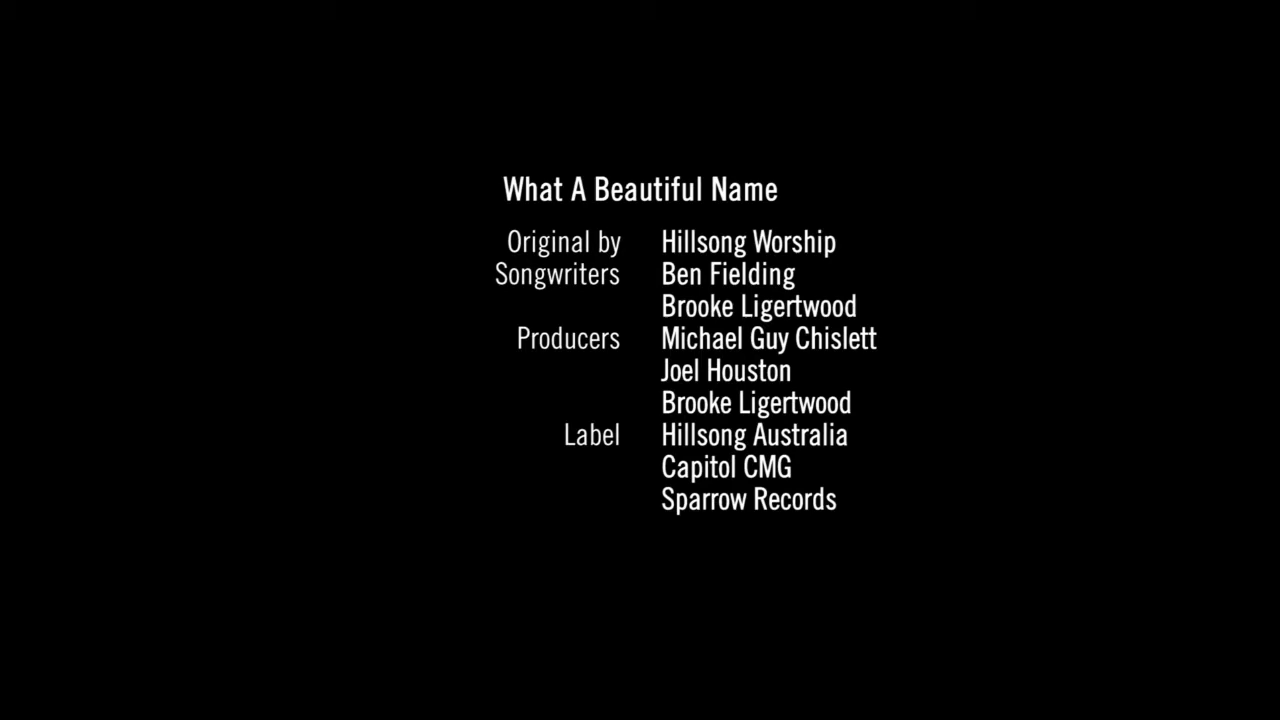 What A Beautiful Name
Original by Hillsong Worship
Songwriters Ben Fielding
Brooke Ligertwood
Producers Michael Guy Chislett
Joel Houston
Brooke Ligertwood
Label Hillsong Australia
Capitol CMG
Sparrow Records